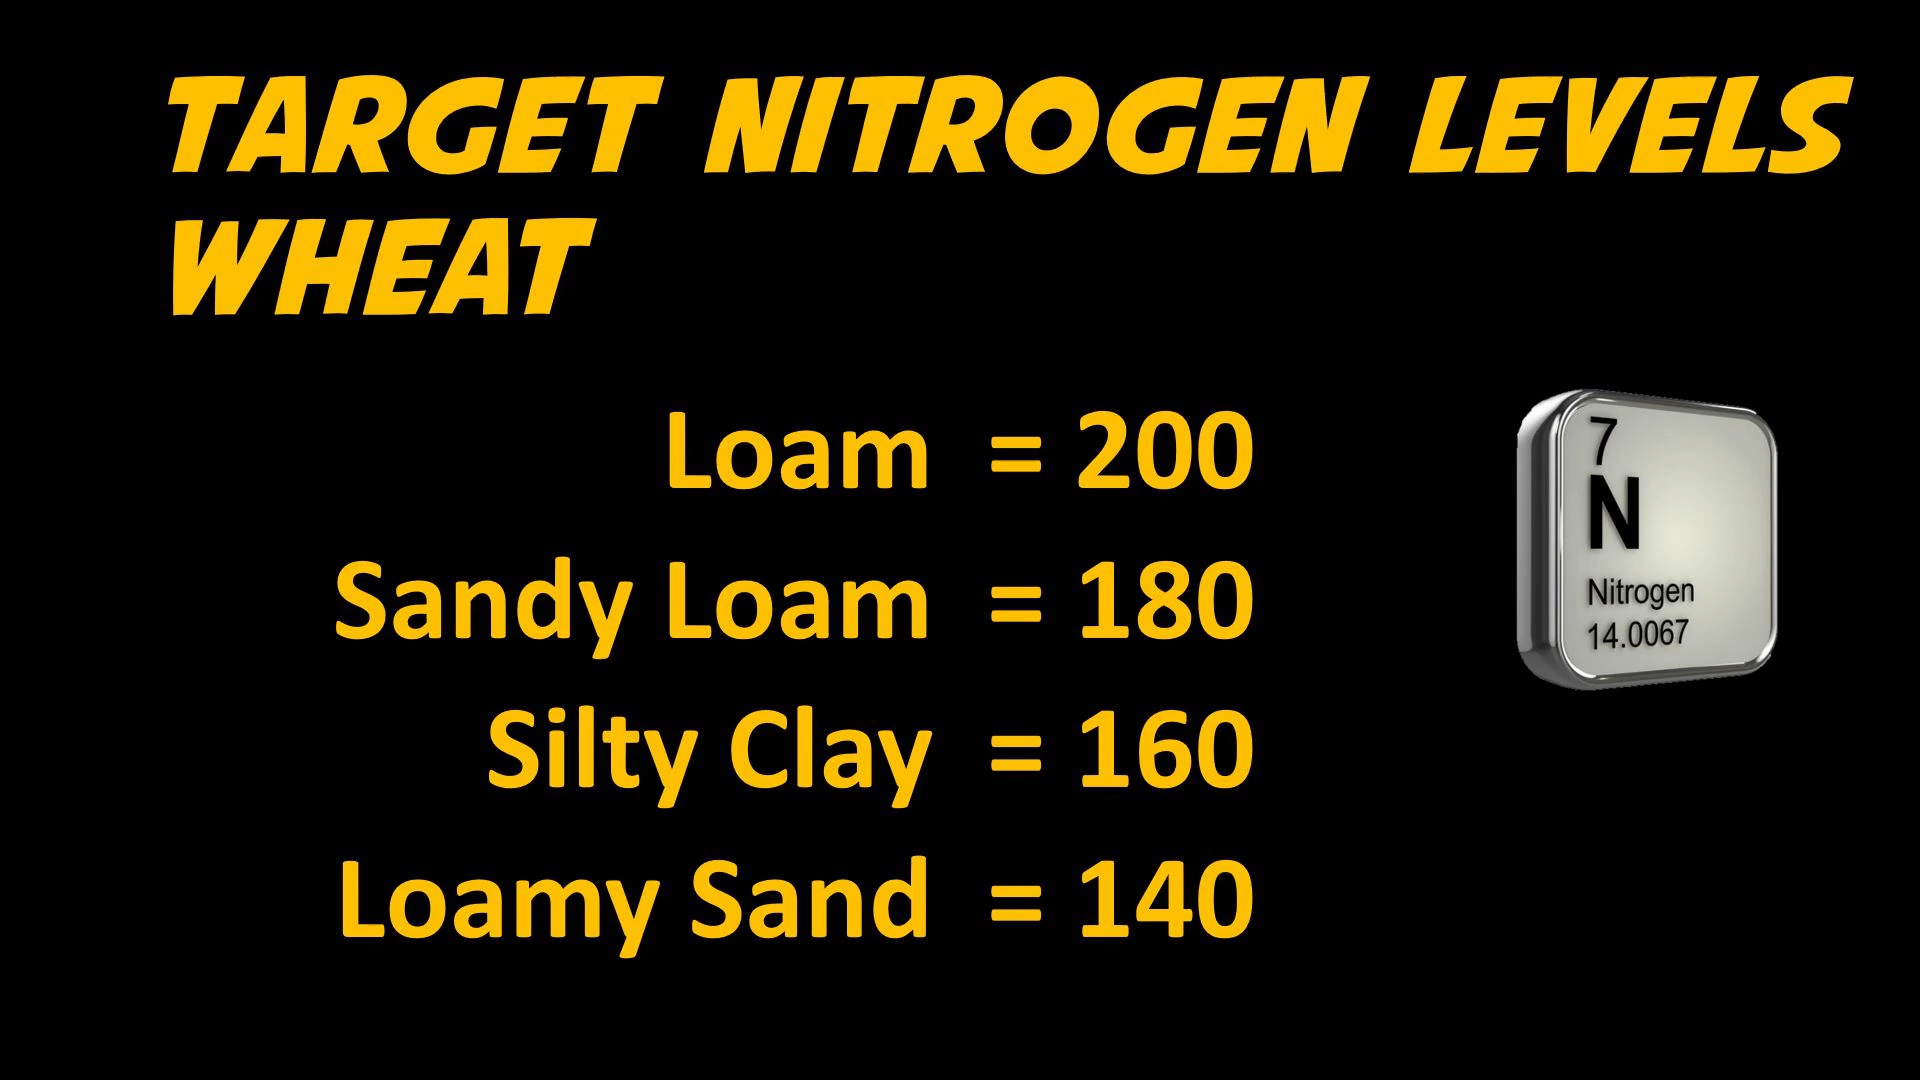 TARGET NITROGEN LEVELS
WHEAT
Loam = 200
Sandy Loam = 180
Silty Clay = 160
Loamy Sand = 140
7
N
Nitrogen
14.0067